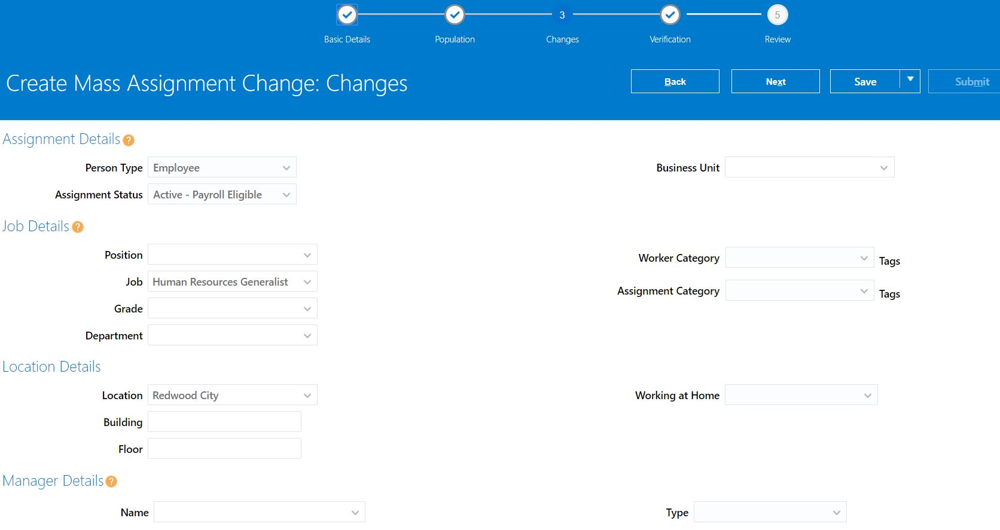 3
5
Basic Details
Population
Changes
Verification
Review
Create Mass Assignment Change: Changes
Back
Next
Save
Submit
Assignment Details ?
Person Type Employee
Business Unit
Assignment Status Active - Payroll Eligible
Job Details ?
Position
Worker Category Tags
Job Human Resources Generalist
Assignment Category Tags
Grade
Department
Location Details
Location Redwood City
Working at Home
Building
Floor
Manager Details ?
Name
Type